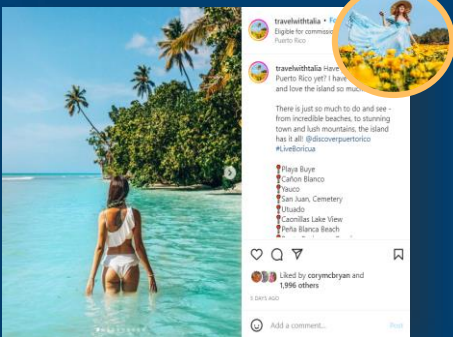 travelwithtalia • Fo
Eligible for commissio
Puerto Rico
travelwithtalia Have
Puerto Rico yet? I have
and love the island so muc
There is just so much to do and see -
from incredible beaches, to stunning
town and lush mountains, the island
has it all! @discoverpuertorico
#LiveBoricua
Playa Buye
Cañon Blanco
Yauco
San Juan, Cemetery
Utuado
Caonillas Lake View
Peña Blanca Beach
Liked by corymcbryan and
1,996 others
5 DAYS AGO
Add a comment...
Post